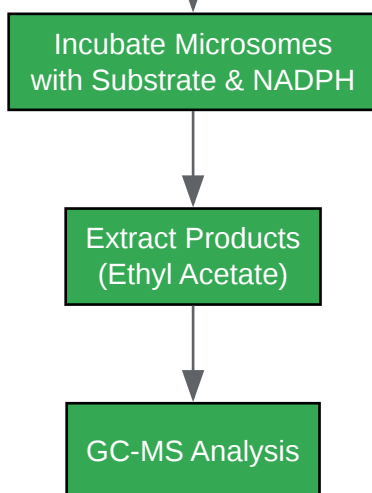 Incubate Microsomes
with Substrate & NADPH
Extract Products
(Ethyl Acetate)
GC-MS Analysis